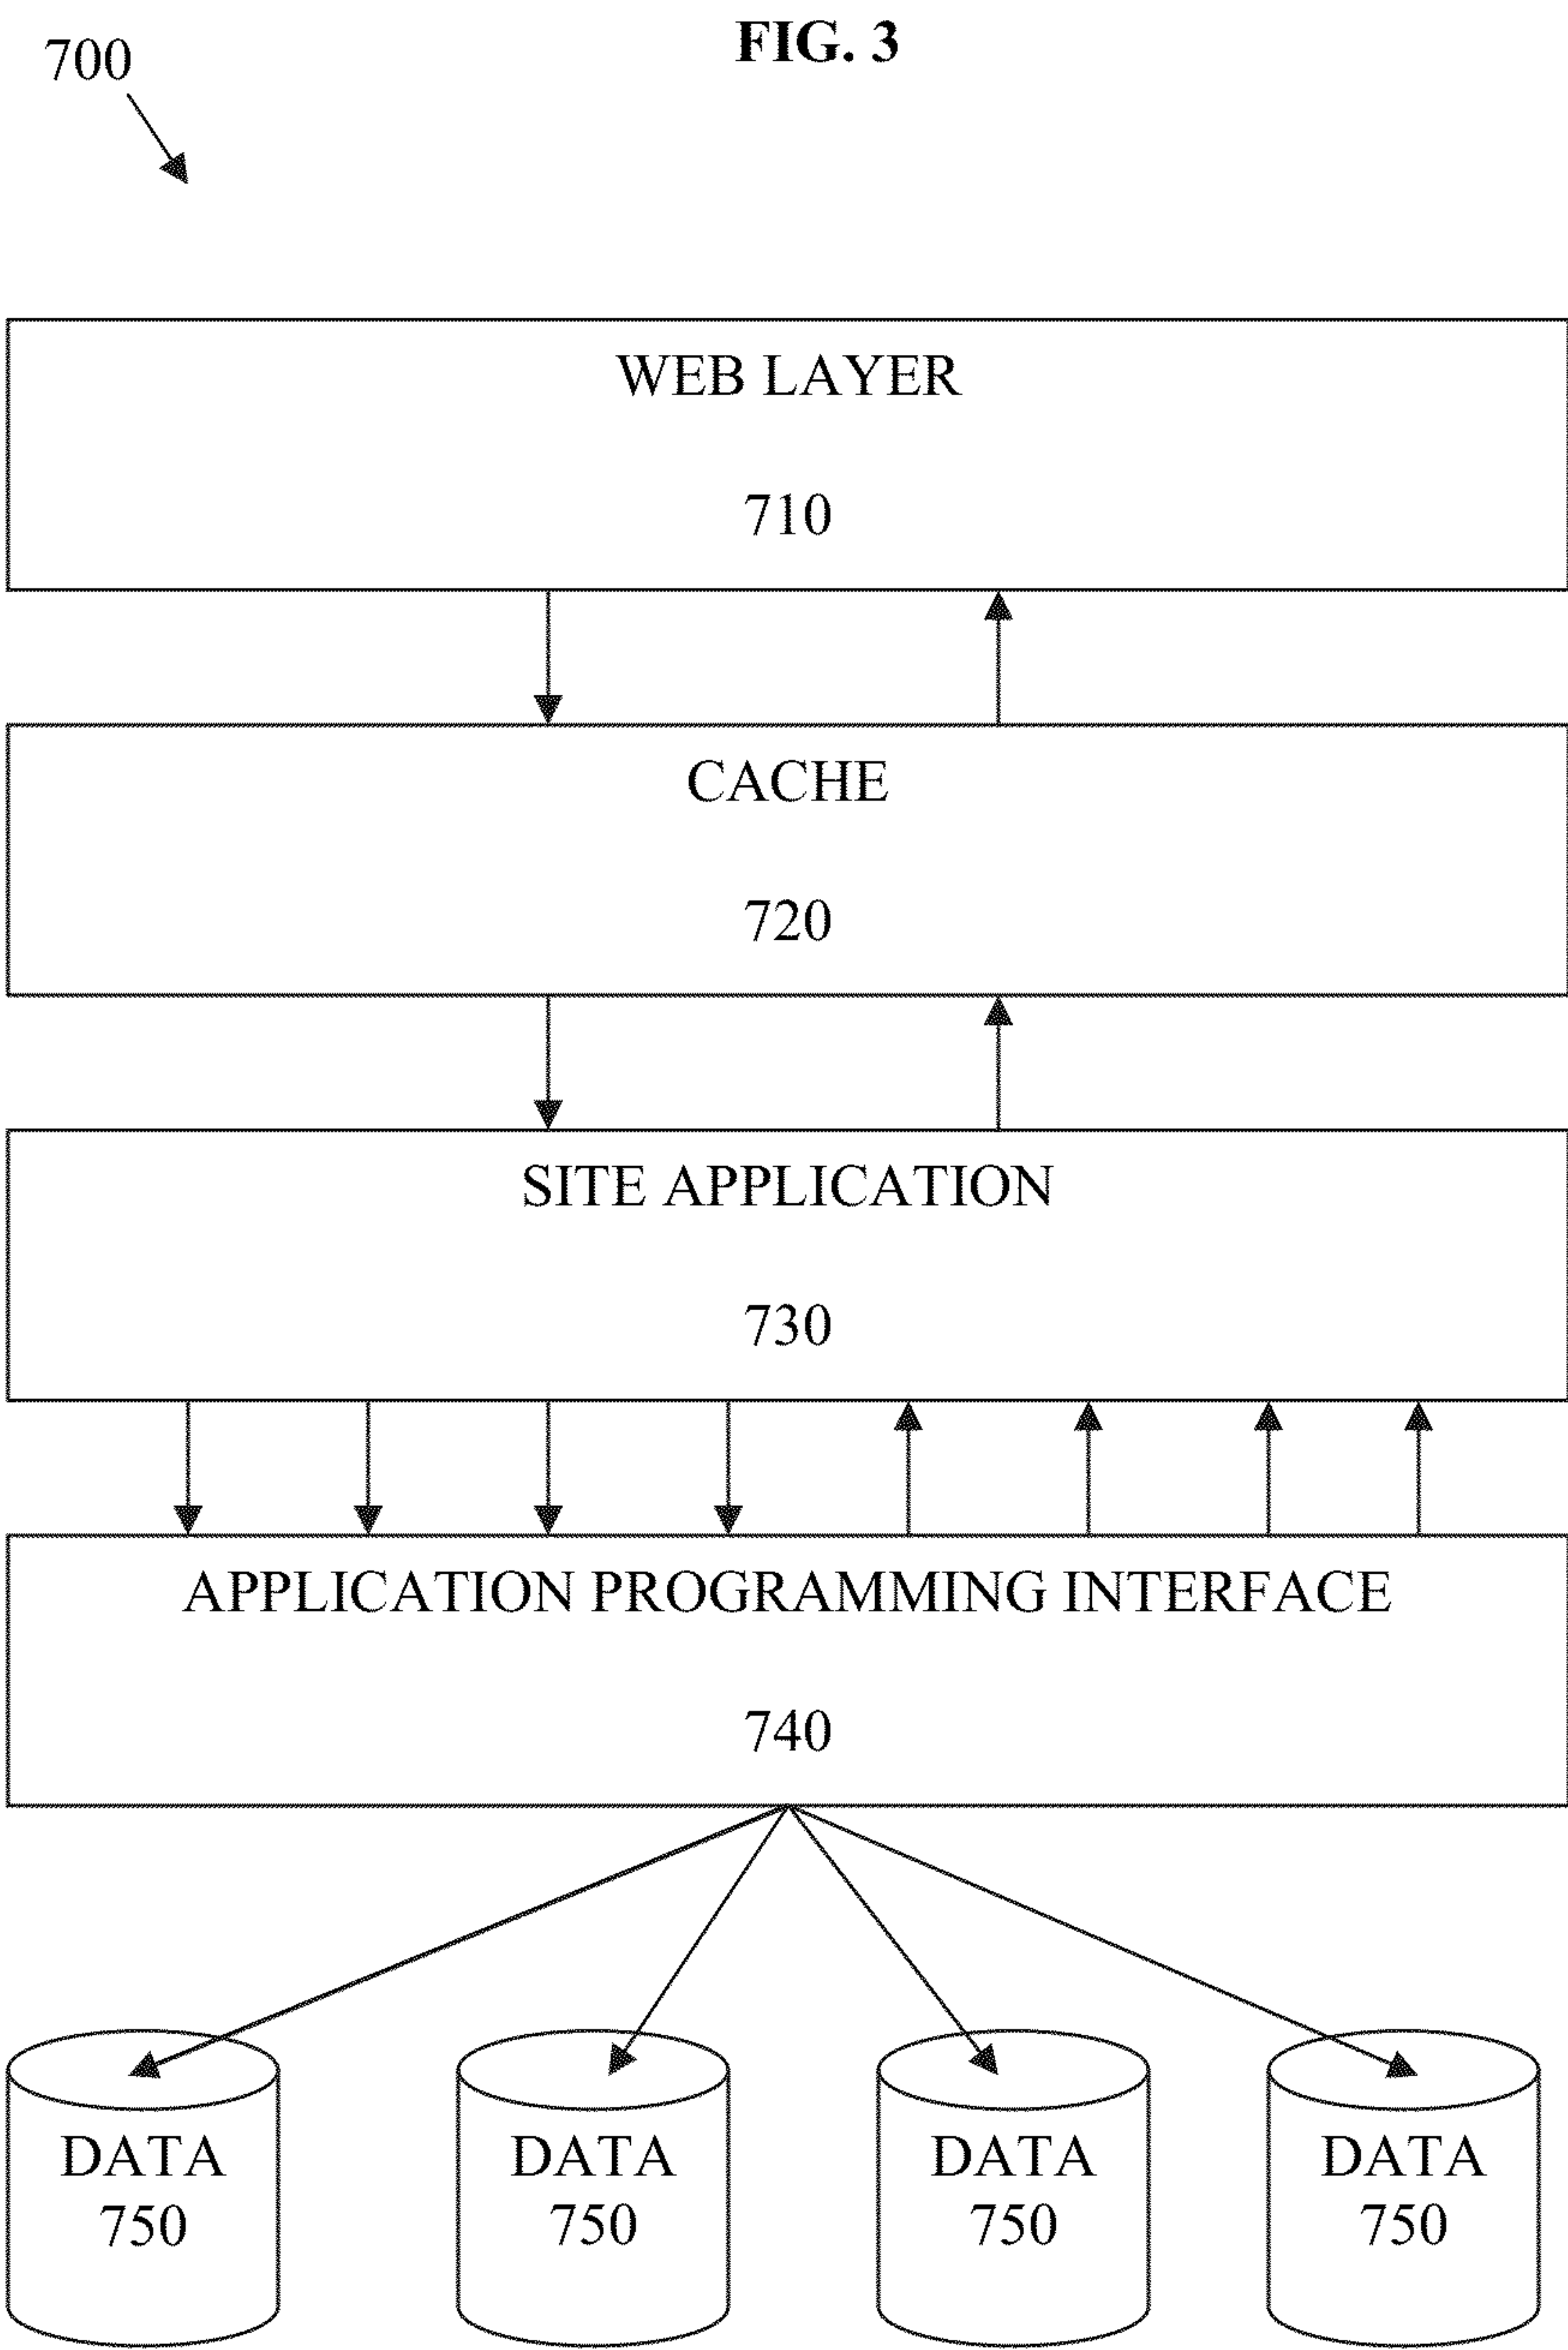 FIG. 3
700
WEB LAYER
710
CACHE
720
SITE APPLICATION
730
APPLICATION PROGRAMMING INTERFACE
740
DATA
750
DATA
750
DATA
750
DATA
750